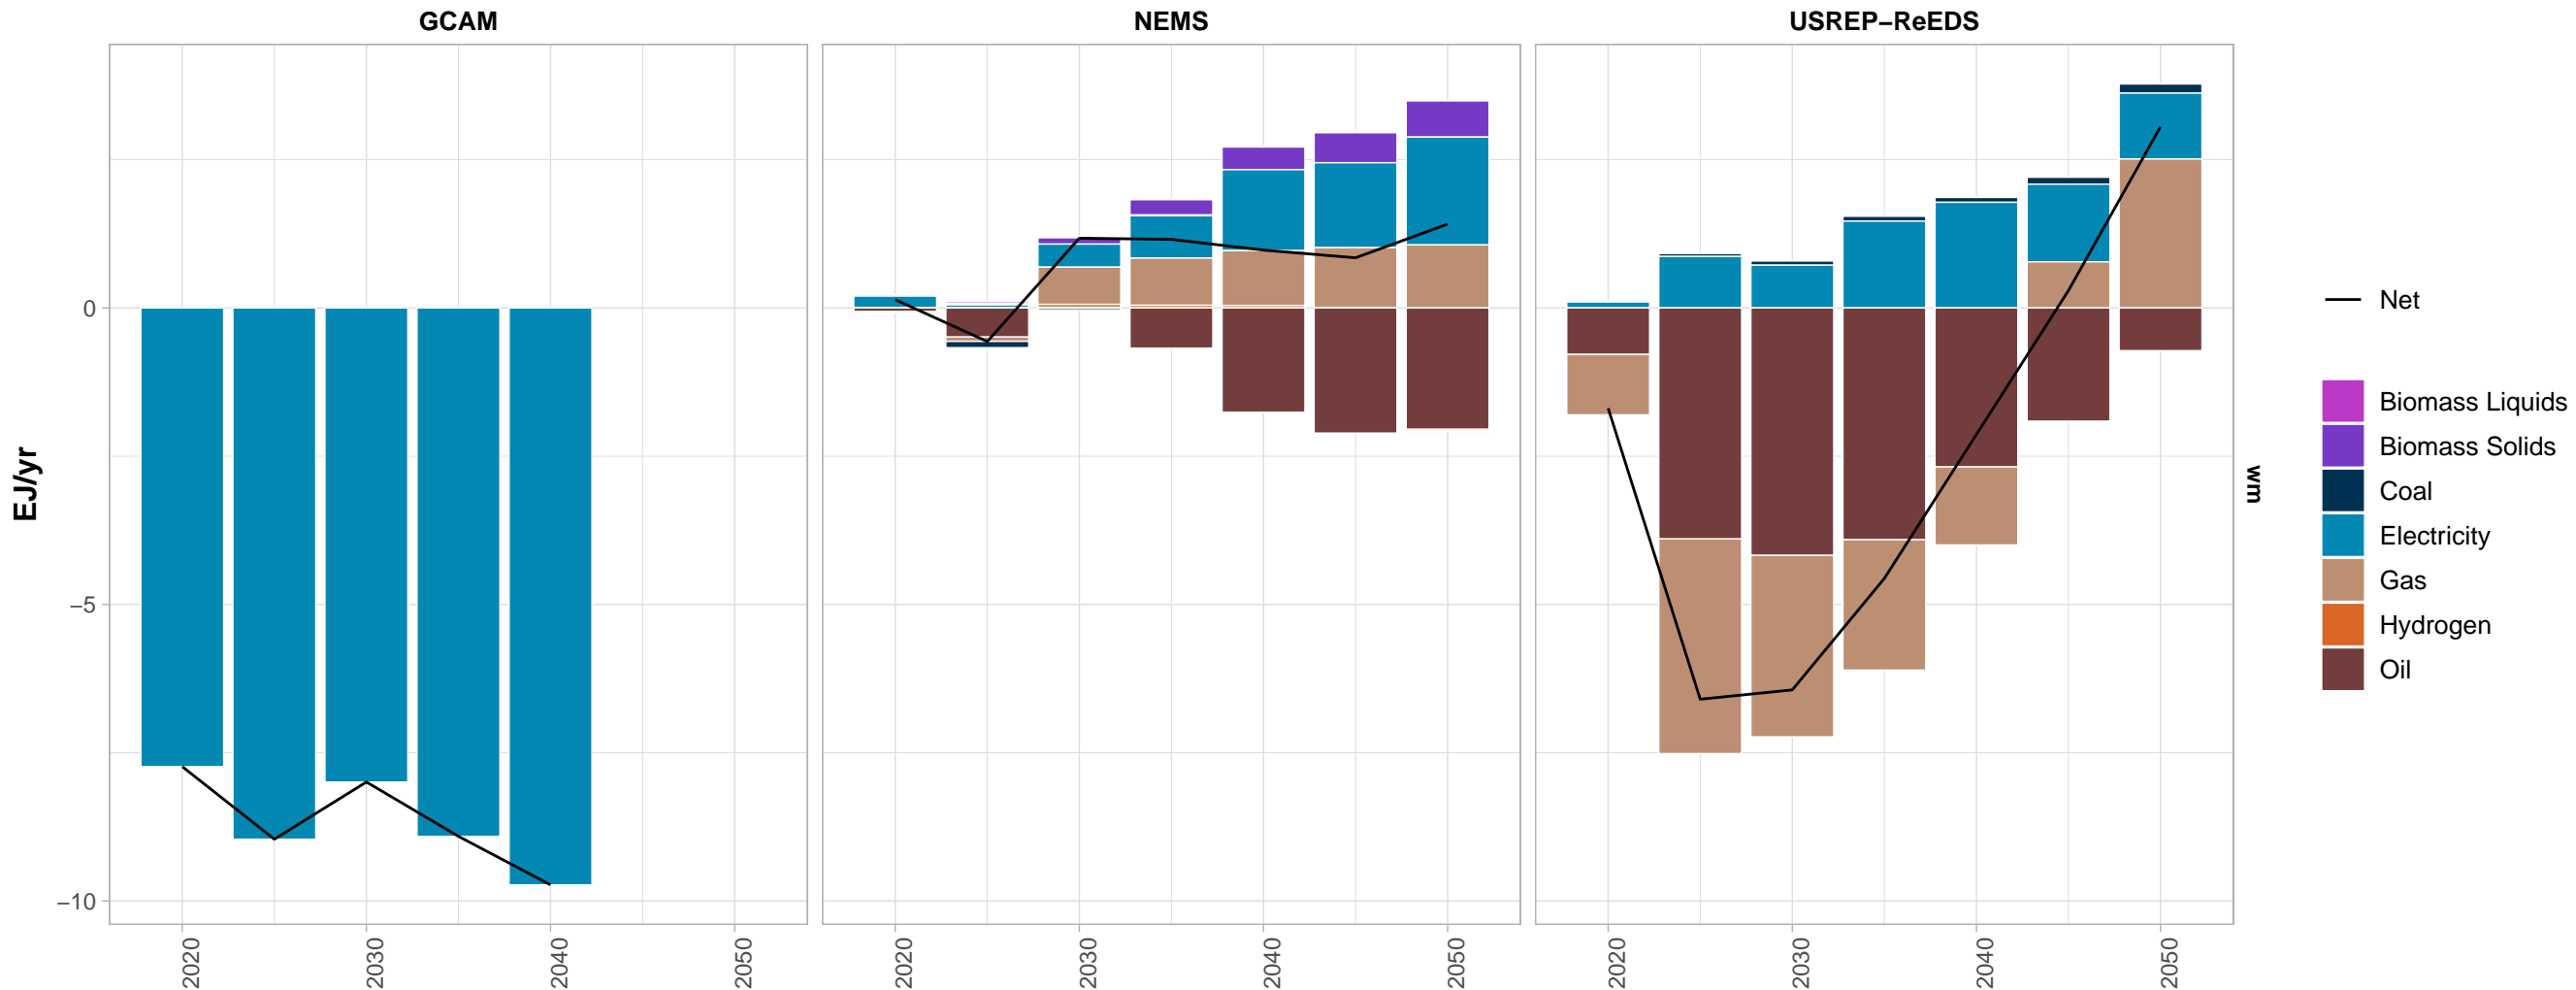 GCAM
NEMS
USREP−ReEDS
EJ/yr
0
−5
−10
2020
2030
2040
2050
2020
2030
2040
2050
2020
2030
2040
2050
wm
Net
Biomass Liquids
Biomass Solids
Coal
Electricity
Gas
Hydrogen
Oil